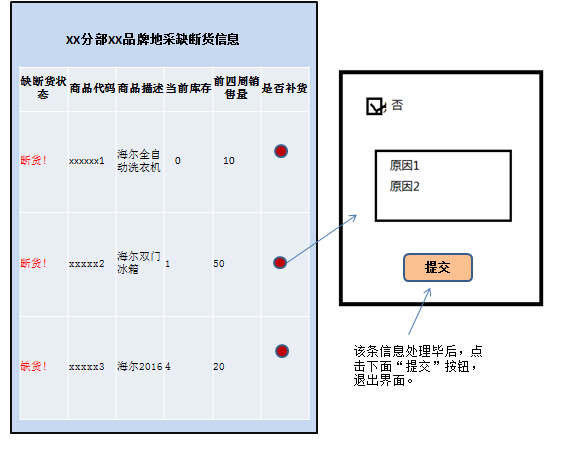 xx分部xx品牌地采缺断货信息
缺断货状态 商品代码 商品描述 当前库存 前四周销售量 是否补货
断货! xxxxxx1 海尔全自动洗衣机 0 10
断货! xxxxx2 海尔双门冰箱 1 50
缺货! xxxxx3 海尔2016 4 20
否
原因1
原因2
提交
该条信息处理毕后，点
击下面“提交”按钮，
退出界面。